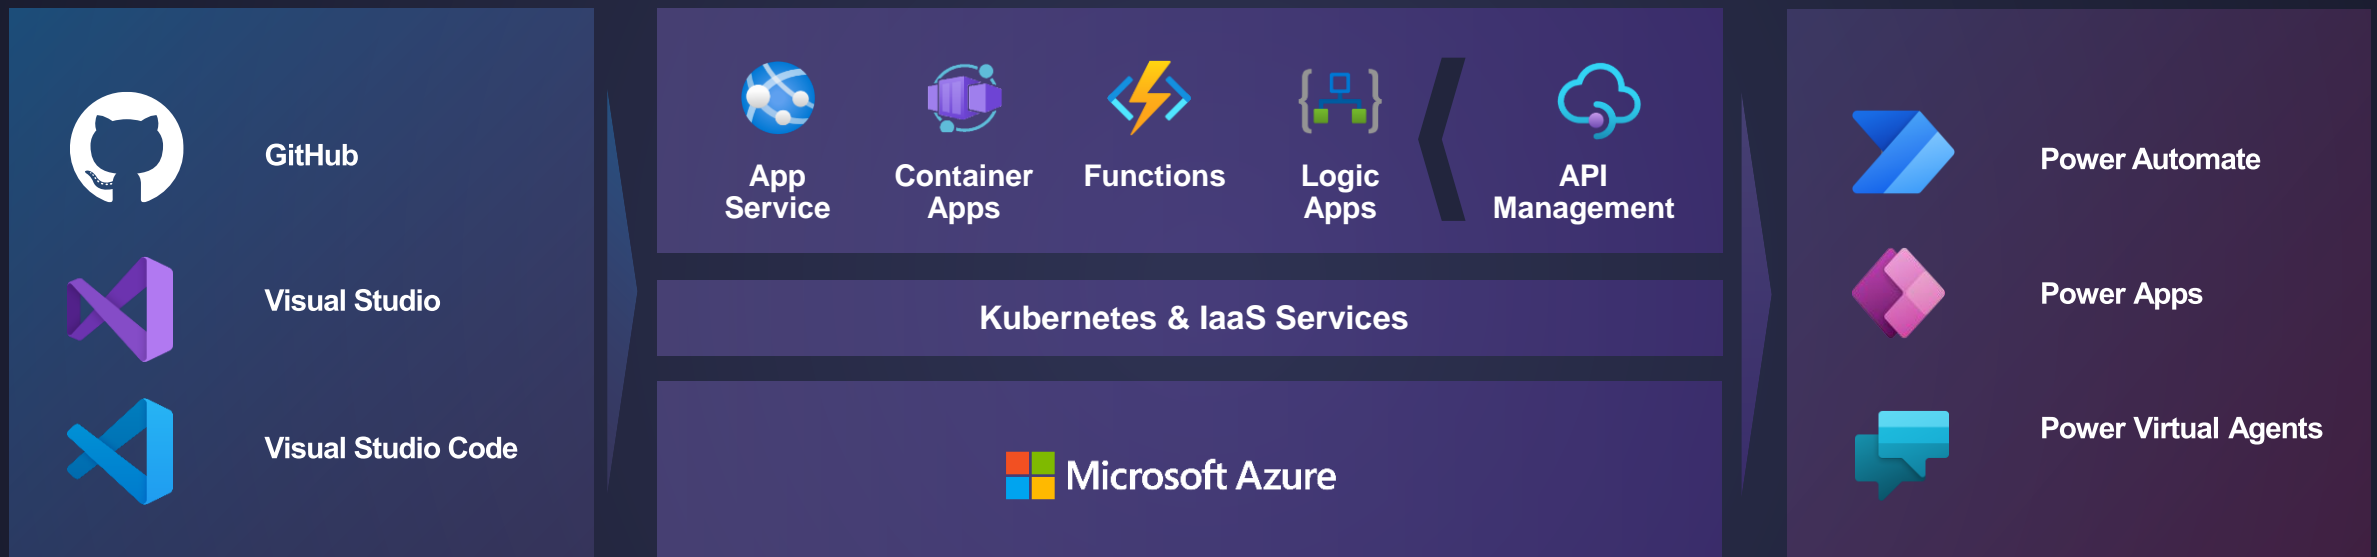 GitHub
Visual Studio
Visual Studio Code
App
Service
Container
Apps
Functions
Logic
Apps
API
Management
Kubernetes & IaaS Services
Microsoft Azure
Power Automate
Power Apps
Power Virtual Agents